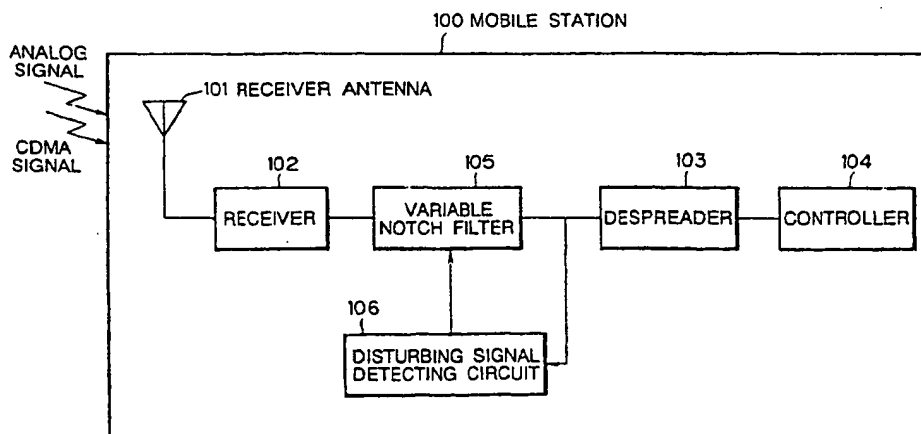 100 MOBILE STATION
ANALOG
SIGNAL
CDMA
SIGNAL
101 RECEIVER ANTENNA
102
RECEIVER
105
VARIABLE
NOTCH FILTER
103
DESPREADER
104
CONTROLLER
106
DISTURBING SIGNAL
DETECTING CIRCUIT